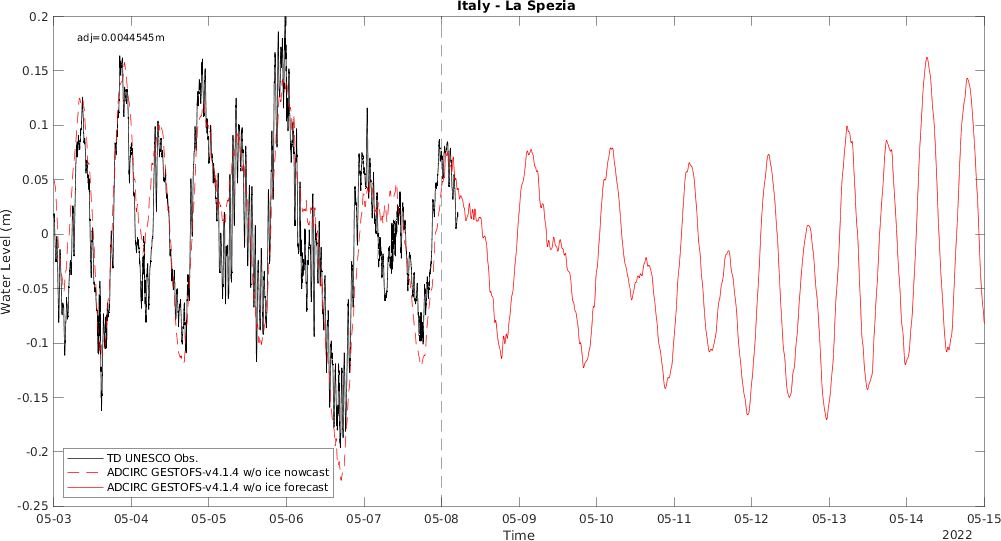 Italy - La Spezia
adj=0.0044545m
0.2
0.15
0.1
0.05
0
-0.05
-0.1
-0.15
-0.2
-0.25
Water Level (m)
TD UNESCO Obs.
ADCIRC GESTOFS-v4.1.4 w/o ice nowcast
ADCIRC GESTOFS-v4.1.4 w/o ice forecast
05-03 05-04 05-05 05-06 05-07 05-08 05-09 05-10 05-11 05-12 05-13 05-14 05-15
Time
2022